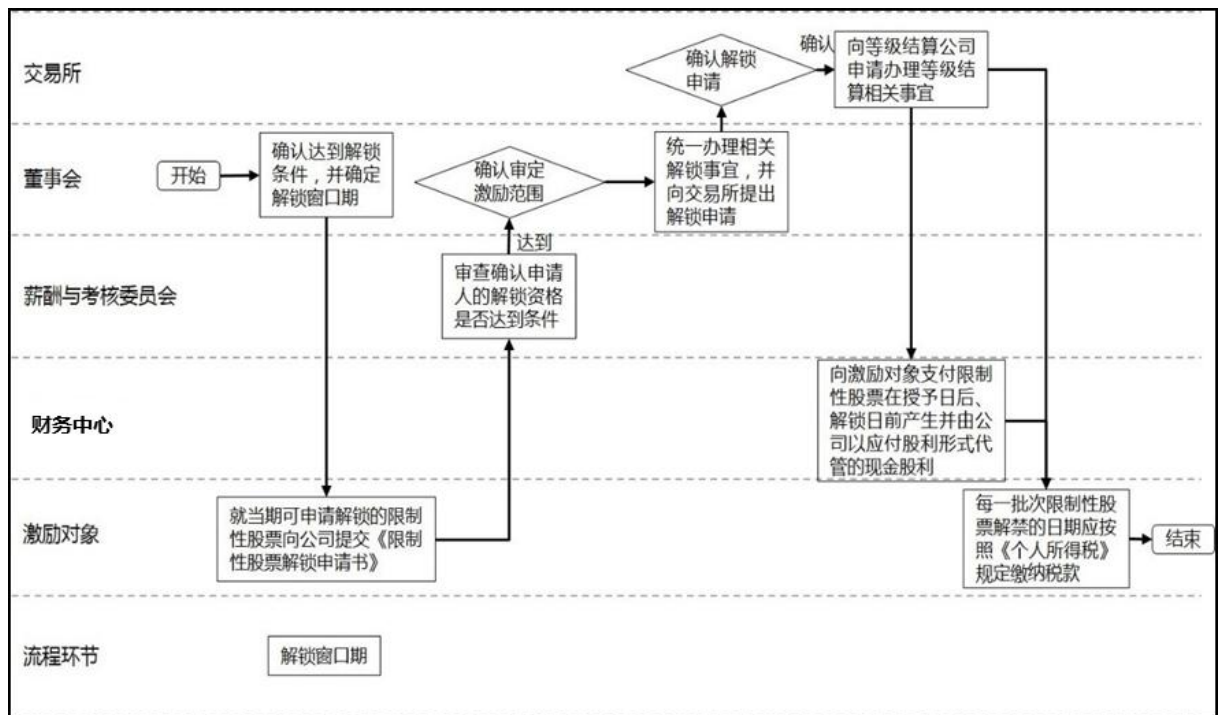 交易所
确认解锁
申请
确认
向等级结算公司
申请办理等级结
算相关事宜
董事会
开始
确认达到解锁
条件，并确定
解锁窗口期
确认审定
激励范围
统一办理相关
解锁事宜，并
向交易所提出
解锁申请
达到
薪酬与考核委员会
审查确认申请
人的解锁资格
是否达到条件
财务中心
向激励对象支付限制
性股票在授予日后、
解锁日前产生并由公
司以应付股利形式代
管的现金股利
激励对象
就当期可申请解锁的限制
性股票向公司提交《限制
性股票解锁申请书》
每一批次限制性股
票解禁的日期应按
照《个人所得税》
规定缴纳税款
结束
流程环节
解锁窗口期